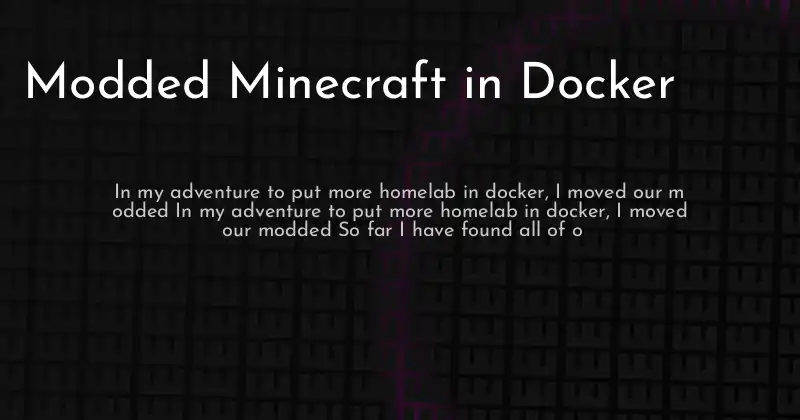 Modded Minecraft in Docker
In my adventure to put more homelab in docker, I moved our m
odded In my adventure to put more homelab in docker, I moved
our modded So far I have found all of o